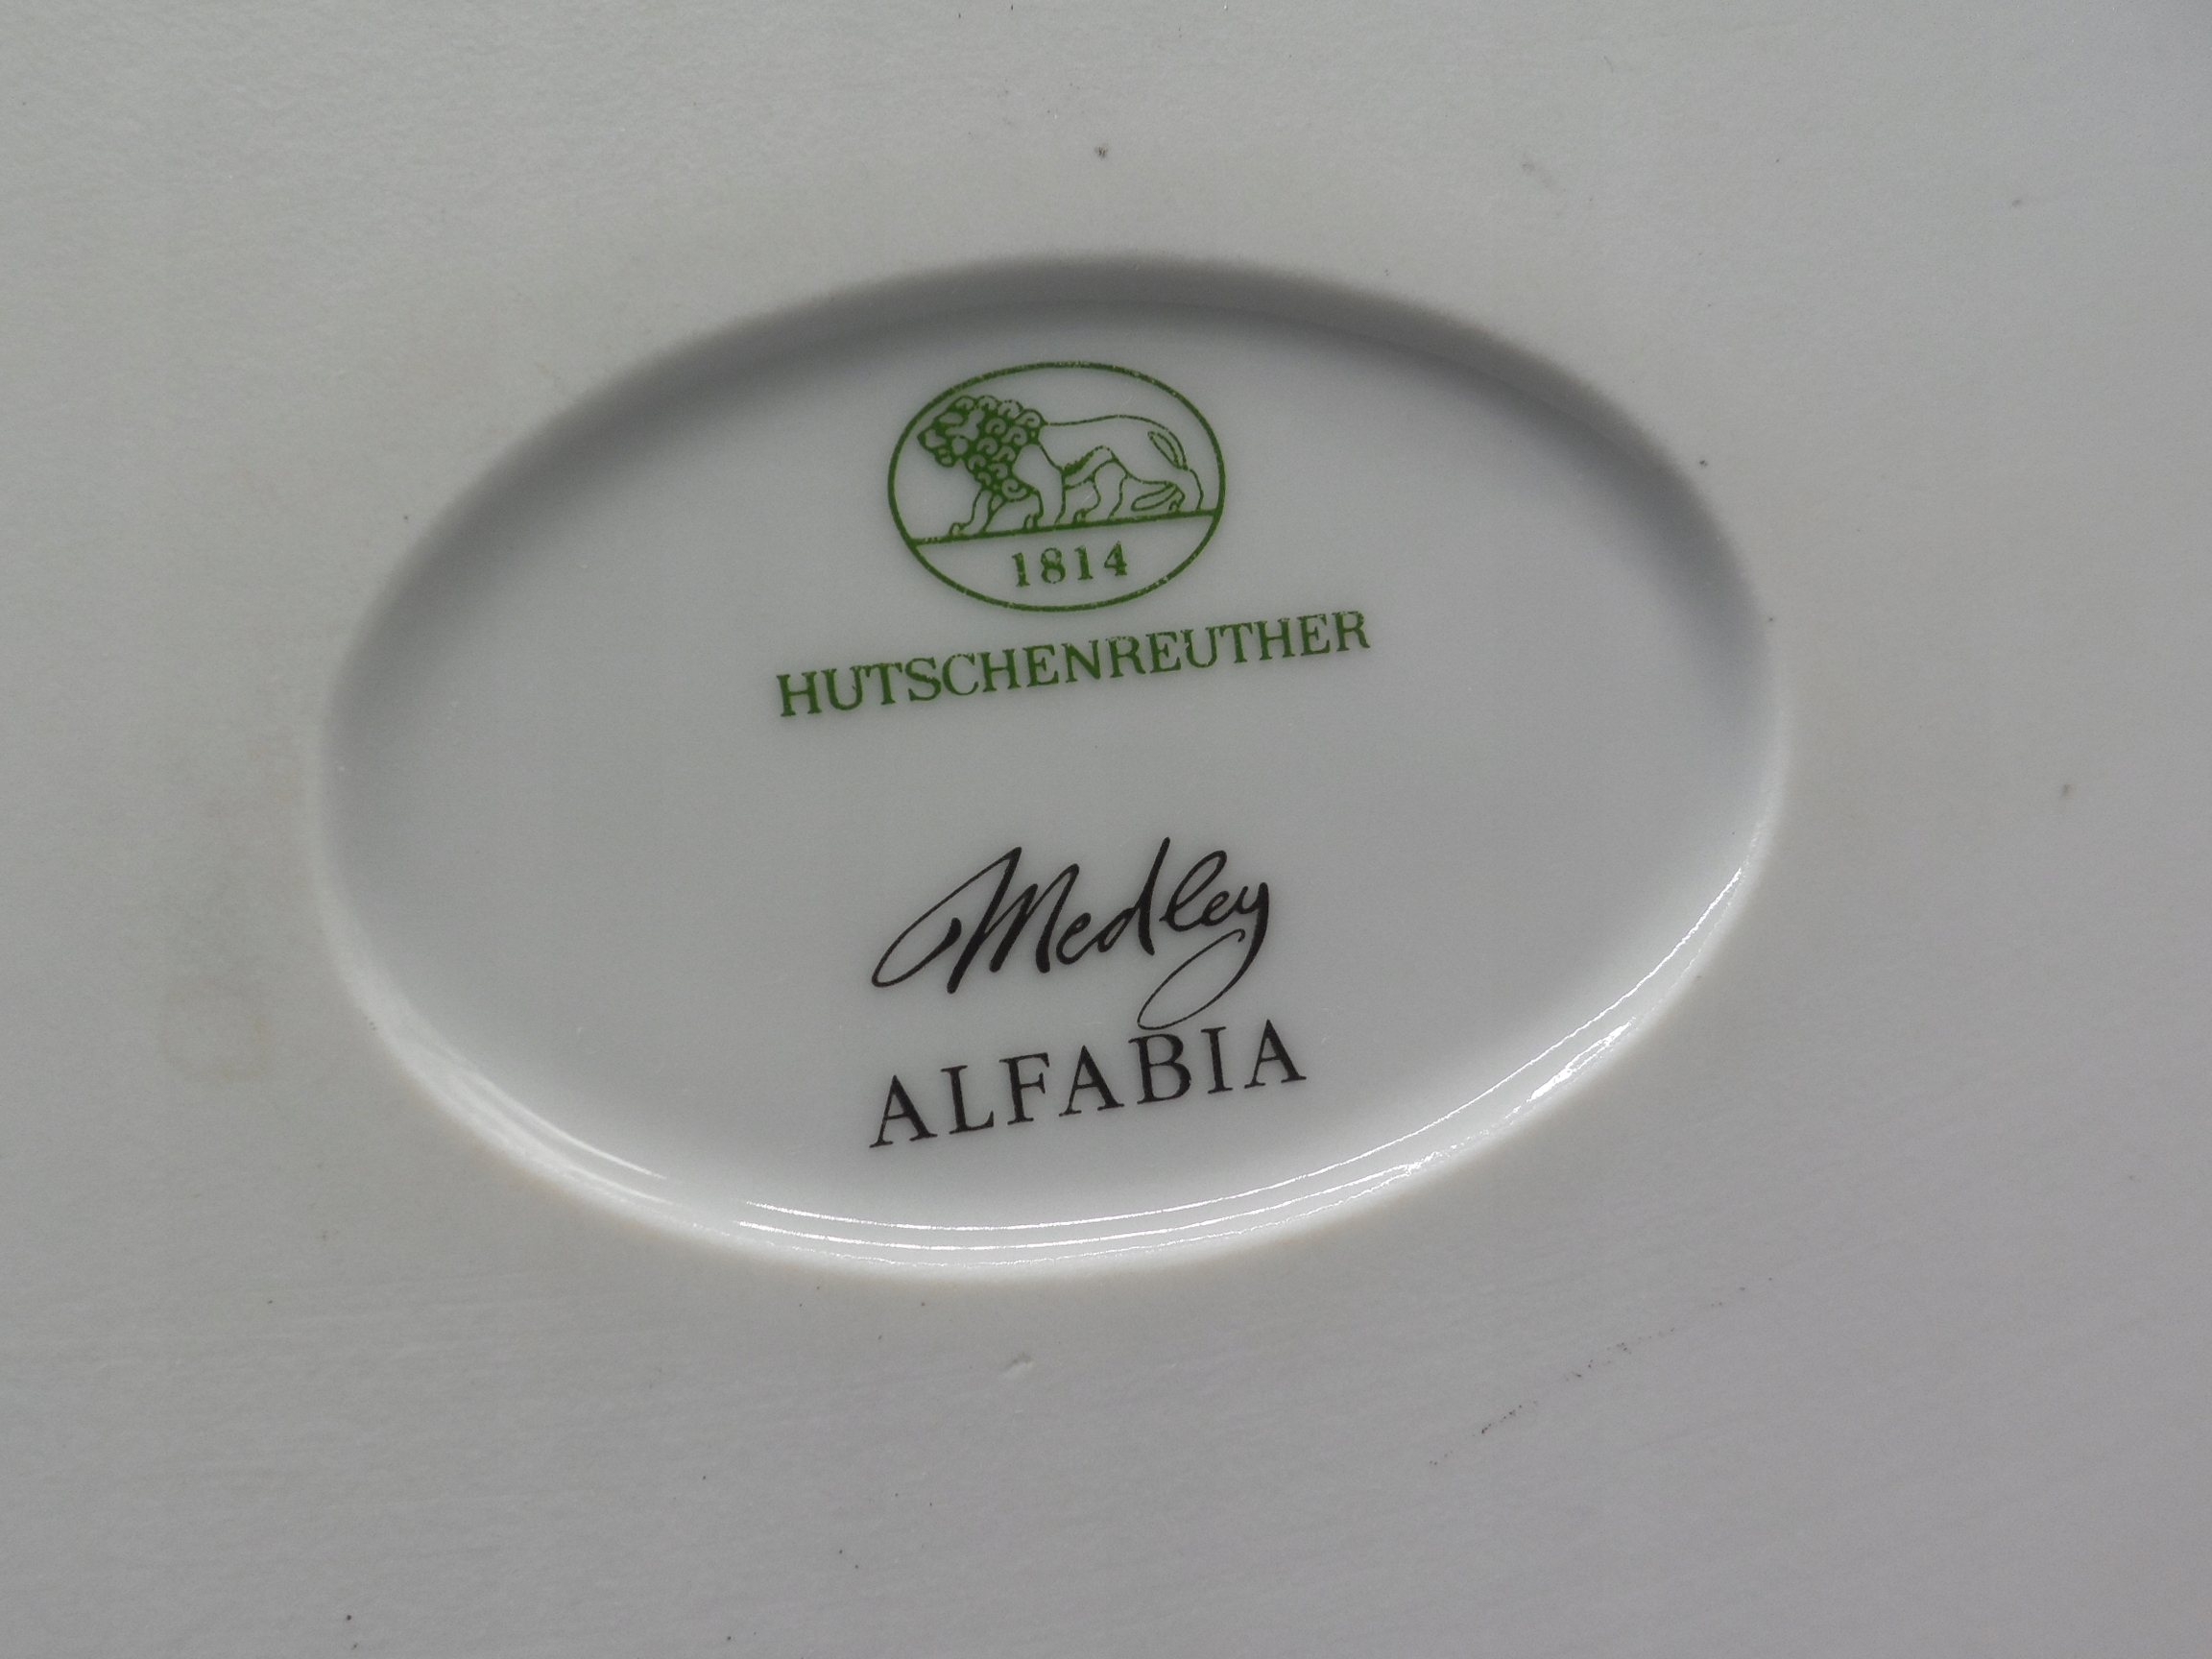 1814
HUTSCHENREUTHER
Medley
ALFABIA